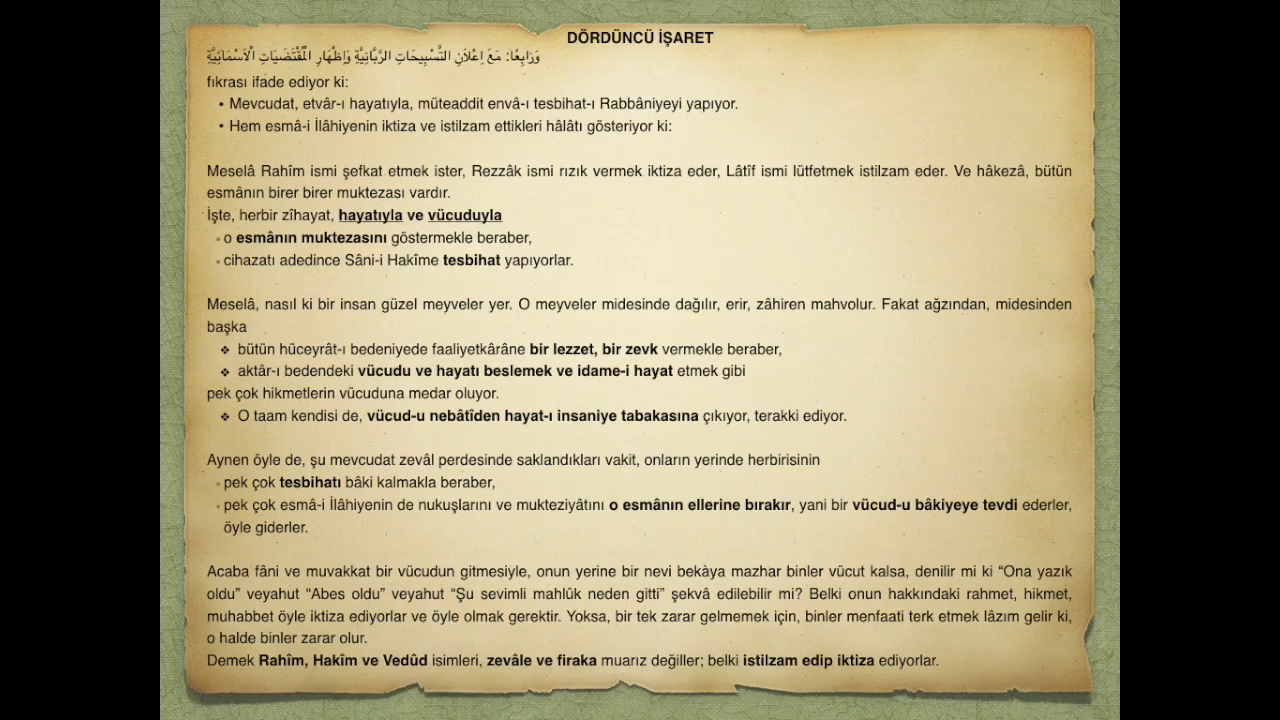 DÖRDÜNCÜ İŞARET
وَرَابِعًا: مَعَ اِعْلَانِ التَّسْبِيحَاتِ الرَّبَّانِيَّةِ وَاِظْهَارِ الْمُقْتَضَيَاتِ الْاَسْمَائِيَّةِ
fıkrası ifade ediyor ki:
• Mevcudat, etvâr-ı hayatıyla, müteaddit envâ-ı tesbihat-ı Rabbâniyeyi yapıyor.
• Hem esmâ-i İlâhiyenin iktiza ve istilzam ettikleri hâlâtı gösteriyor ki:
Meselâ Rahîm ismi şefkat etmek ister, Rezzâk ismi rızık vermek iktiza eder, Lâtîf ismi lütfetmek istilzam eder. Ve hâkezâ, bütün
esmânın birer birer muktezası vardır.
İşte, herbir zîhayat, hayatıyla ve vücuduyla
• o esmânın muktezasını göstermekle beraber,
• cihazatı adedince Sâni-i Hakîme tesbihat yapıyorlar.
Meselâ, nasıl ki bir insan güzel meyveler yer. O meyveler midesinde dağılır, erir, zâhiren mahvolur. Fakat ağzından, midesinden
başka
❖ bütün hüceyrât-ı bedeniyede faaliyetkârâne bir lezzet, bir zevk vermekle beraber,
❖ aktâr-ı bedendeki vücudu ve hayatı beslemek ve idame-i hayat etmek gibi
pek çok hikmetlerin vücuduna medar oluyor.
❖ O taam kendisi de, vücud-u nebâtîden hayat-ı insaniye tabakasına çıkıyor, terakki ediyor.
Aynen öyle de, şu mevcudat zevâl perdesinde saklandıkları vakit, onların yerinde herbirisinin
• pek çok tesbihatı bâki kalmakla beraber,
• pek çok esmâ-i İlâhiyenin de nukuşlarını ve mukteziyâtını o esmânın ellerine bırakır, yani bir vücud-u bâkiyeye tevdi ederler,
öyle giderler.
Acaba fâni ve muvakkat bir vücudun gitmesiyle, onun yerine bir nevi bekàya mazhar binler vücut kalsa, denilir mi ki “Ona yazık
oldu” veyahut “Abes oldu” veyahut “Şu sevimli mahlûk neden gitti” şekvâ edilebilir mi? Belki onun hakkındaki rahmet, hikmet,
muhabbet öyle iktiza ediyorlar ve öyle olmak gerektir. Yoksa, bir tek zarar gelmemek için, binler menfaati terk etmek lâzım gelir ki,
o halde binler zarar olur.
Demek Rahîm, Hakîm ve Vedûd isimleri, zevâle ve firaka muarız değiller; belki istilzam edip iktiza ediyorlar.